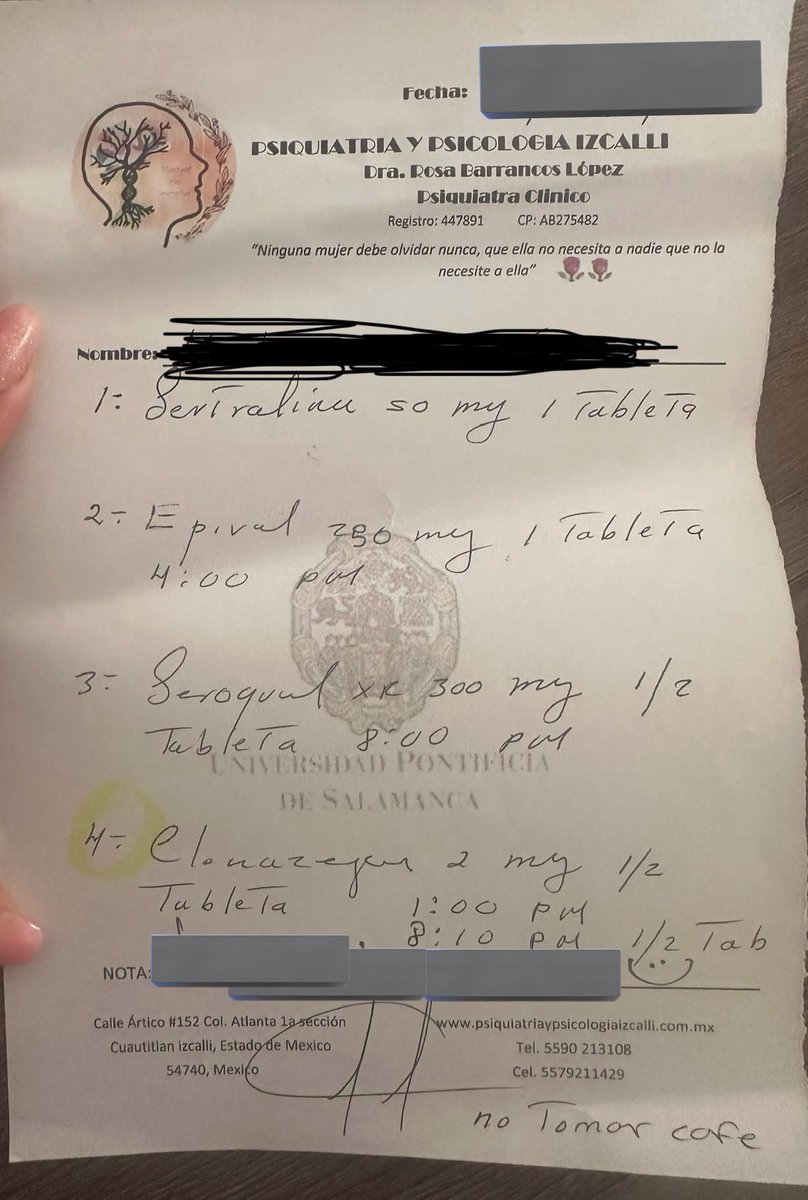 Fecha:
PSIQUIATRIA Y PSICOLOGIA IZCALLI
Dra. Rosa Barrancos López
Psiquiatra Clinico
Registro: 447891 CP: AB275482
“Ninguna mujer debe olvidar nunca, que ella no necesita a nadie que no la
necesite a ella”
Nombre:
1- Sertralina 50 mg 1 Tableta
2- Epival 250 mg 1 Tableta
4:00 PM
3- Seroquel XR 300 mg 1/2
Tableta 8:00 PM
UNIVERSIDAD PONTIFICIA
DE SALAMANCA
4- Clonazepam 2 mg 1/2
Tableta 1:00 PM
8:10 PM 1/2 Tab
NOTA:
Calle Ártico #152 Col. Atlanta 1a sección
Cuautitlan izcalli, Estado de Mexico
54740, Mexico
www.psiquiatriaypsicologiaizcalli.com.mx
Tel. 5590 213108
Cel. 5579211429
no Tomar cafe